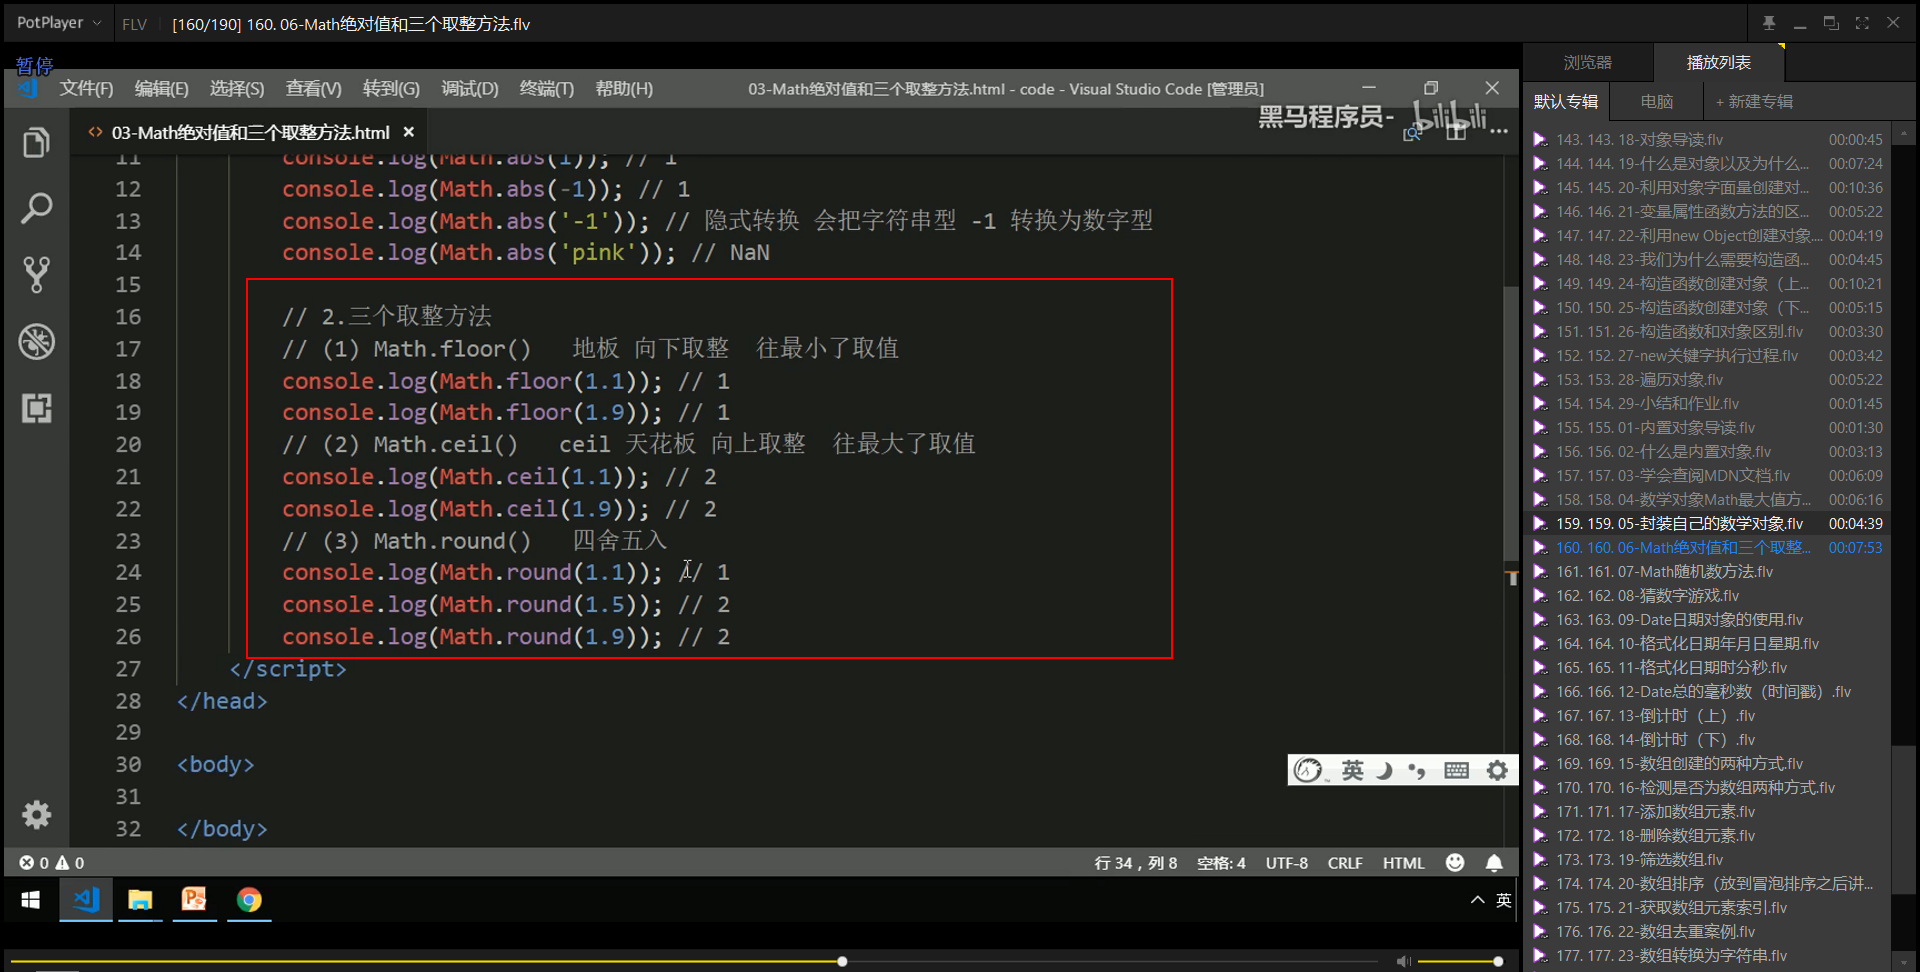 PotPlayer
FLV
[160/190] 160. 06-Math绝对值和三个取整方法.flv
暂停
文件(F) 编辑(E) 选择(S) 查看(V) 转到(G) 调试(D) 终端(T) 帮助(H)
03-Math绝对值和三个取整方法.html - code - Visual Studio Code [管理员]
03-Math绝对值和三个取整方法.html
黑马程序员-
bilibili
11 console.log(Math.abs(1)); // 1
12 console.log(Math.abs(-1)); // 1
13 console.log(Math.abs('-1')); // 隐式转换 会把字符串型 -1 转换为数字型
14 console.log(Math.abs('pink')); // NaN
15
16 // 2.三个取整方法
17 // (1) Math.floor() 地板 向下取整 往最小了取值
18 console.log(Math.floor(1.1)); // 1
19 console.log(Math.floor(1.9)); // 1
20 // (2) Math.ceil() ceil 天花板 向上取整 往最大了取值
21 console.log(Math.ceil(1.1)); // 2
22 console.log(Math.ceil(1.9)); // 2
23 // (3) Math.round() 四舍五入
24 console.log(Math.round(1.1)); // 1
25 console.log(Math.round(1.5)); // 2
26 console.log(Math.round(1.9)); // 2
27 </script>
28 </head>
29
30 <body>
31
32 </body>
英
0 0
行 34，列 8 空格: 4 UTF-8 CRLF HTML
英
浏览器 播放列表
默认专辑 电脑 + 新建专辑
143. 143. 18-对象导读.flv 00:00:45
144. 144. 19-什么是对象以及为什么... 00:07:24
145. 145. 20-利用对象字面量创建对... 00:10:36
146. 146. 21-变量属性函数方法的区... 00:05:22
147. 147. 22-利用new Object创建对象.... 00:04:19
148. 148. 23-我们为什么需要构造函... 00:04:45
149. 149. 24-构造函数创建对象（上... 00:10:21
150. 150. 25-构造函数创建对象（下... 00:05:15
151. 151. 26-构造函数和对象区别.flv 00:03:30
152. 152. 27-new关键字执行过程.flv 00:03:42
153. 153. 28-遍历对象.flv 00:05:22
154. 154. 29-小结和作业.flv 00:01:45
155. 155. 01-内置对象导读.flv 00:01:30
156. 156. 02-什么是内置对象.flv 00:03:13
157. 157. 03-学会查阅MDN文档.flv 00:06:09
158. 158. 04-数学对象Math最大值方... 00:06:16
159. 159. 05-封装自己的数学对象.flv 00:04:39
160. 160. 06-Math绝对值和三个取整... 00:07:53
161. 161. 07-Math随机数方法.flv
162. 162. 08-猜数字游戏.flv
163. 163. 09-Date日期对象的使用.flv
164. 164. 10-格式化日期年月日星期.flv
165. 165. 11-格式化日期时分秒.flv
166. 166. 12-Date总的毫秒数（时间戳）.flv
167. 167. 13-倒计时（上）.flv
168. 168. 14-倒计时（下）.flv
169. 169. 15-数组创建的两种方式.flv
170. 170. 16-检测是否为数组两种方式.flv
171. 171. 17-添加数组元素.flv
172. 172. 18-删除数组元素.flv
173. 173. 19-筛选数组.flv
174. 174. 20-数组排序（放到冒泡排序之后讲...
175. 175. 21-获取数组元素索引.flv
176. 176. 22-数组去重案例.flv
177. 177. 23-数组转换为字符串.flv